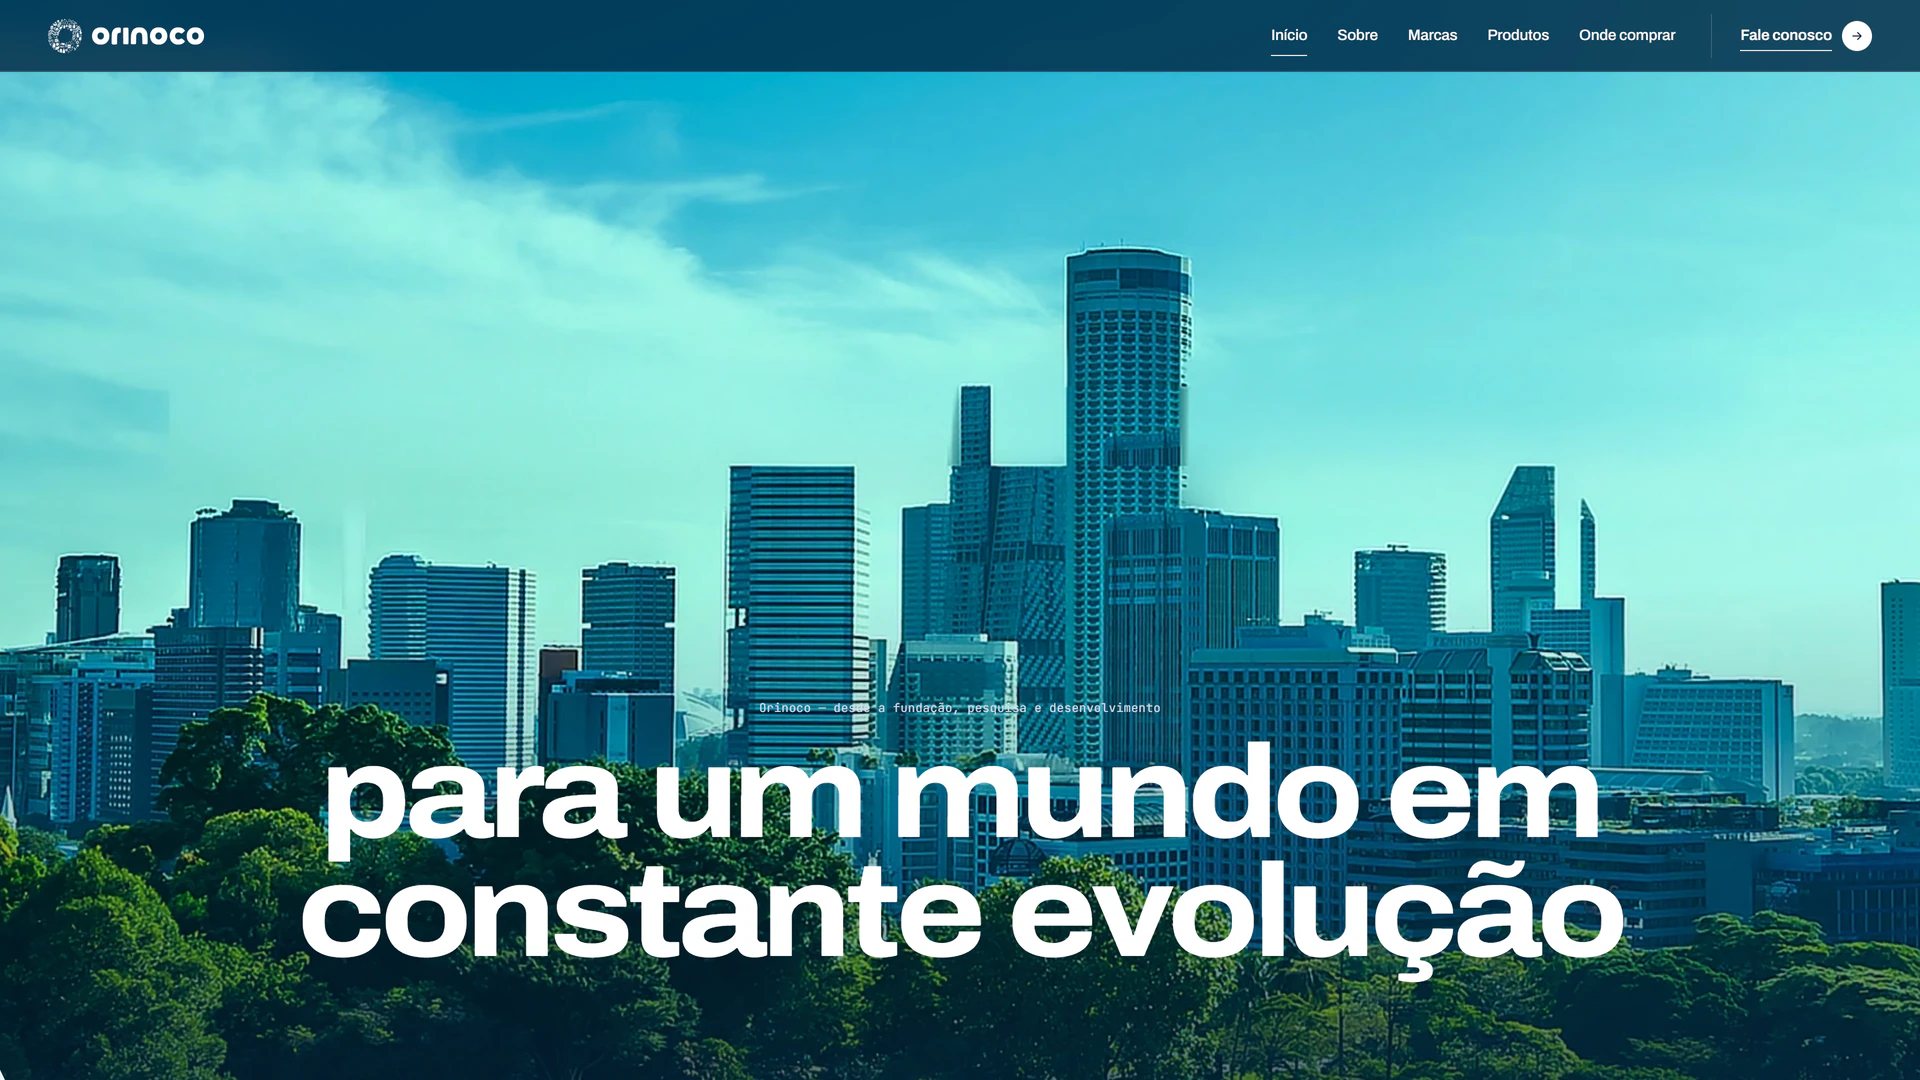 orinoco
Início
Sobre
Marcas
Produtos
Onde comprar
Fale conosco
Orinoco — desde a fundação, pesquisa e desenvolvimento
para um mundo em
constante evolução